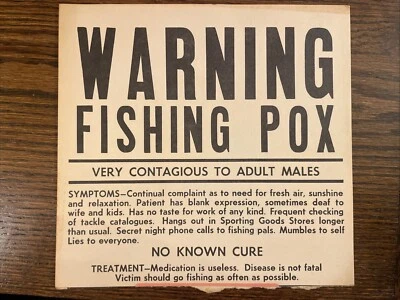 WARNING
FISHING POX
VERY CONTAGIOUS TO ADULT MALES
SYMPTOMS—Continual complaint as to need for fresh air, sunshine
and relaxation. Patient has blank expression, sometimes deaf to
wife and kids. Has no taste for work of any kind. Frequent checking
of tackle catalogues. Hangs out in Sporting Goods Stores longer
than usual. Secret night phone calls to fishing pals. Mumbles to self
Lies to everyone.
NO KNOWN CURE
TREATMENT—Medication is useless. Disease is not fatal
Victim should go fishing as often as possible.